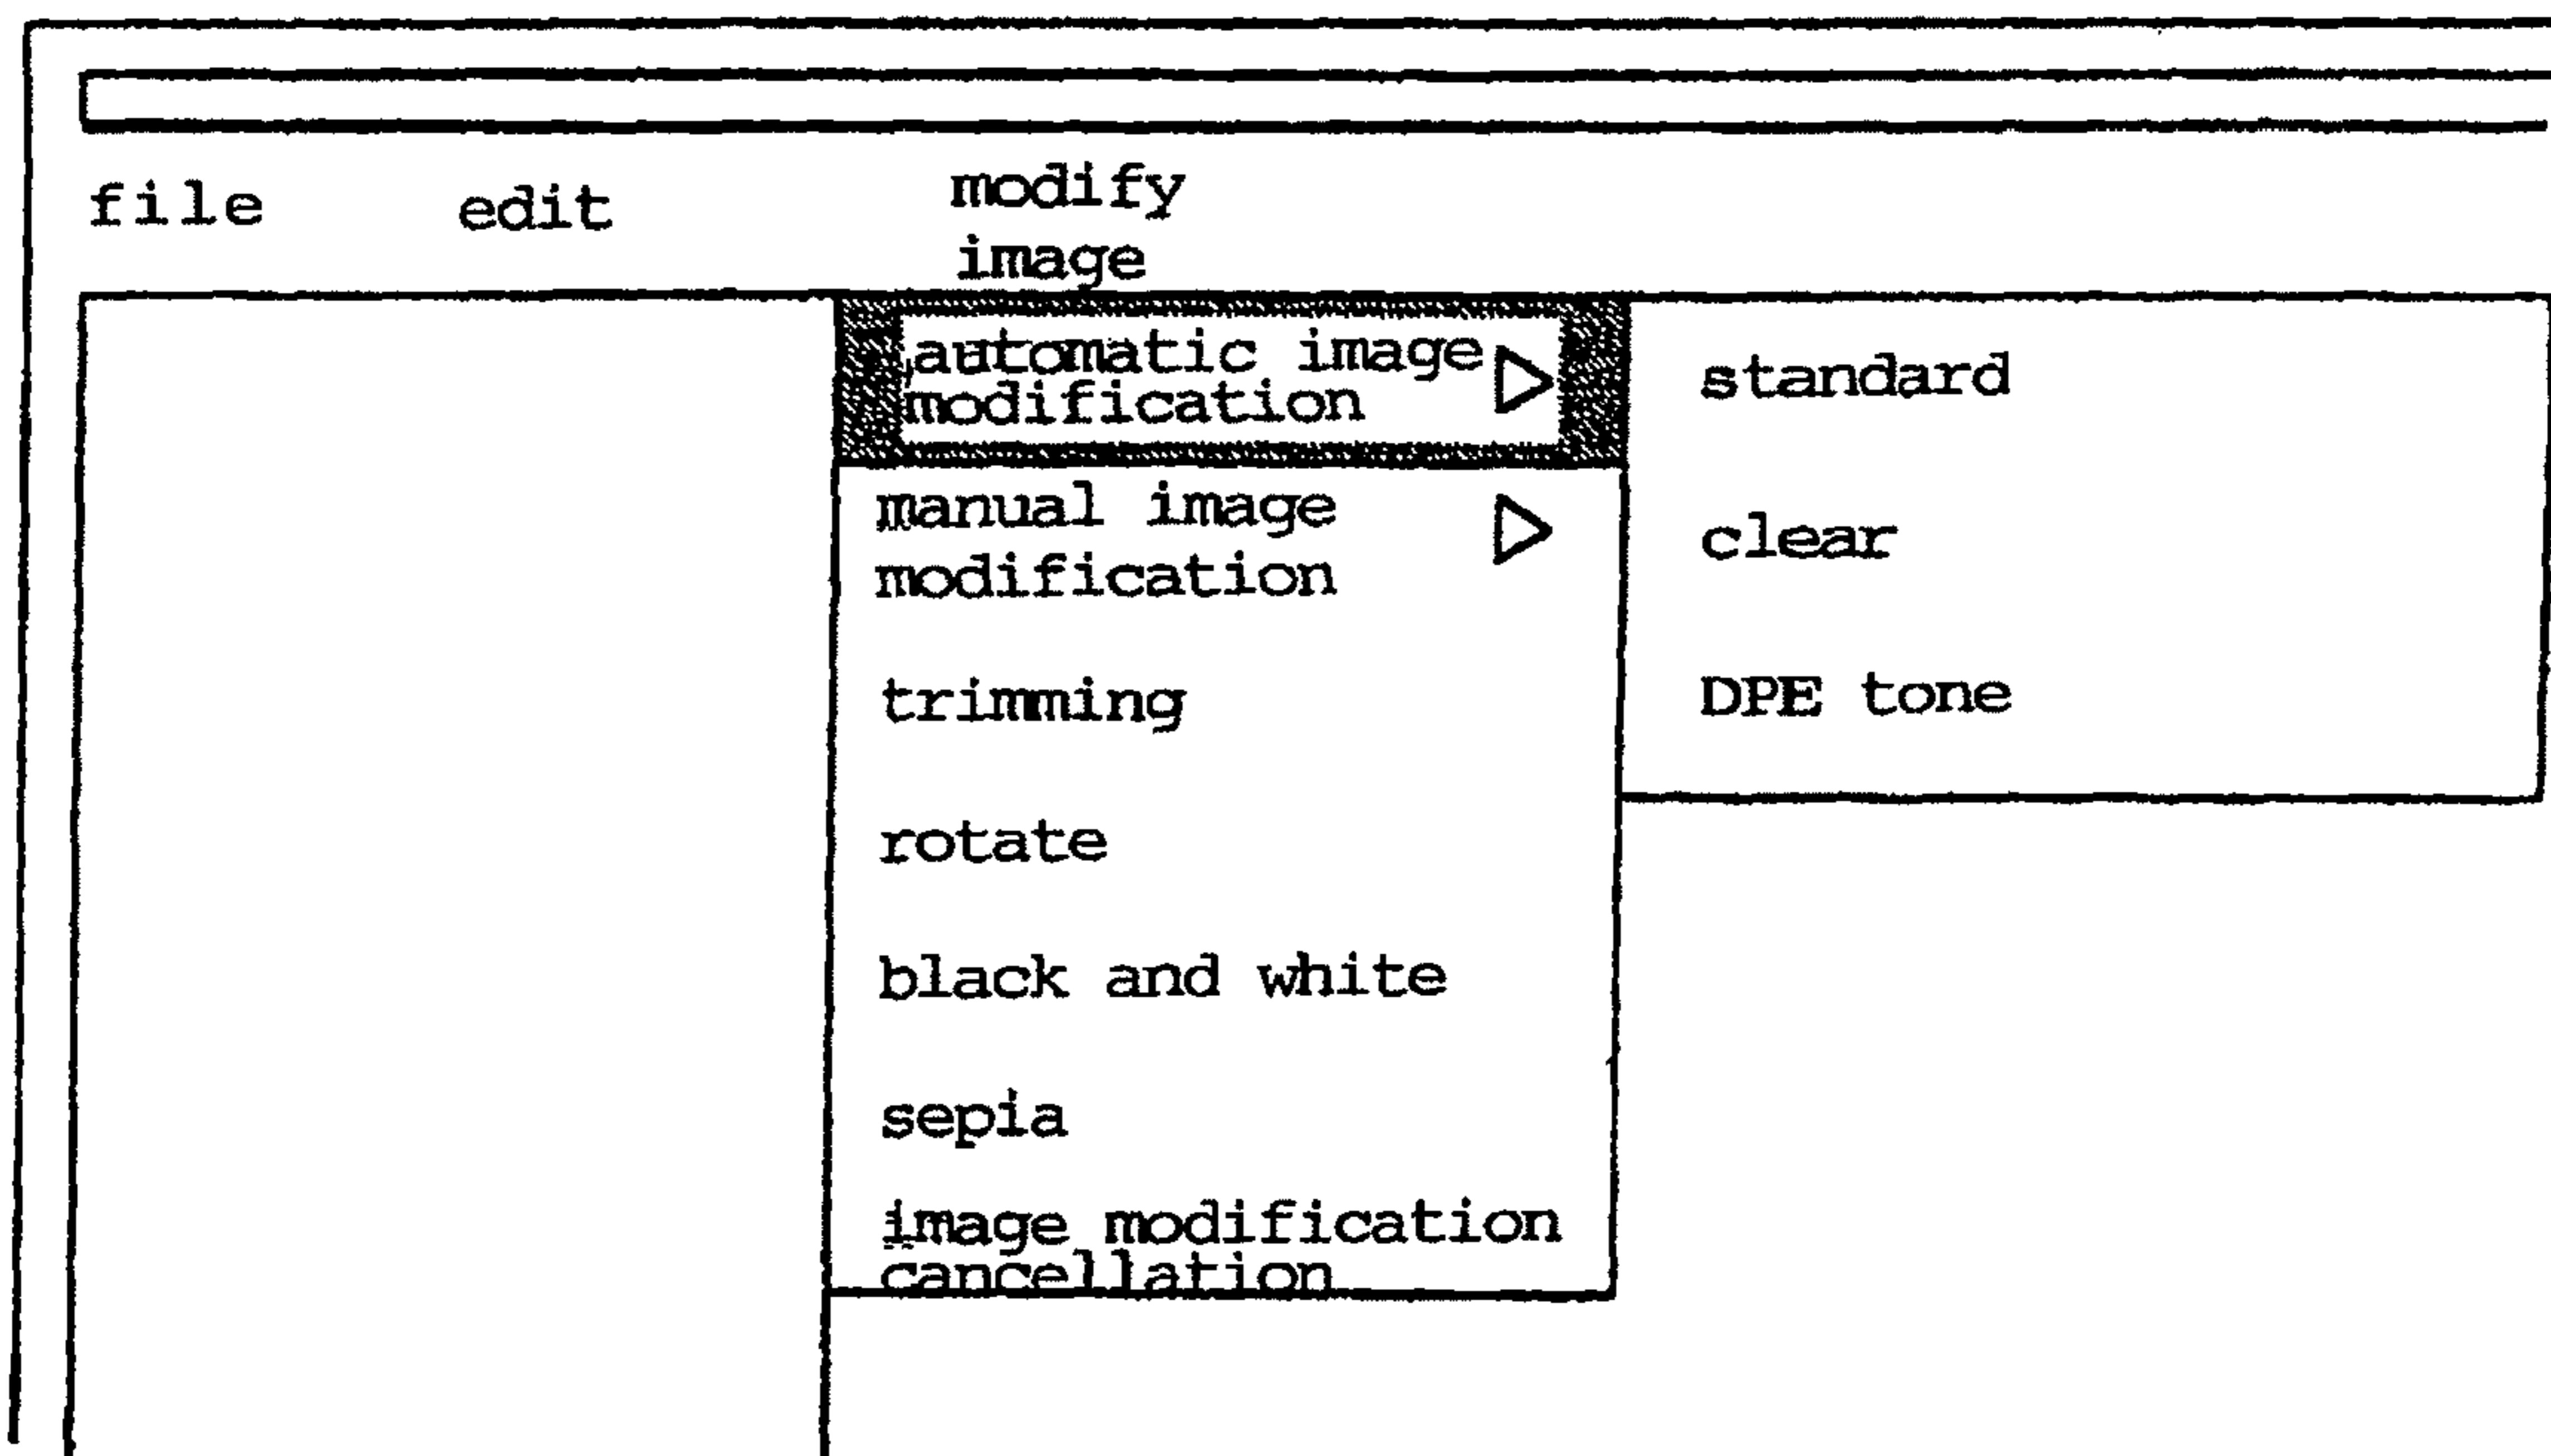 file
edit
modify
image
automatic image
modification
manual image
modification
trimming
rotate
black and white
sepia
image modification
cancellation
standard
clear
DPE tone